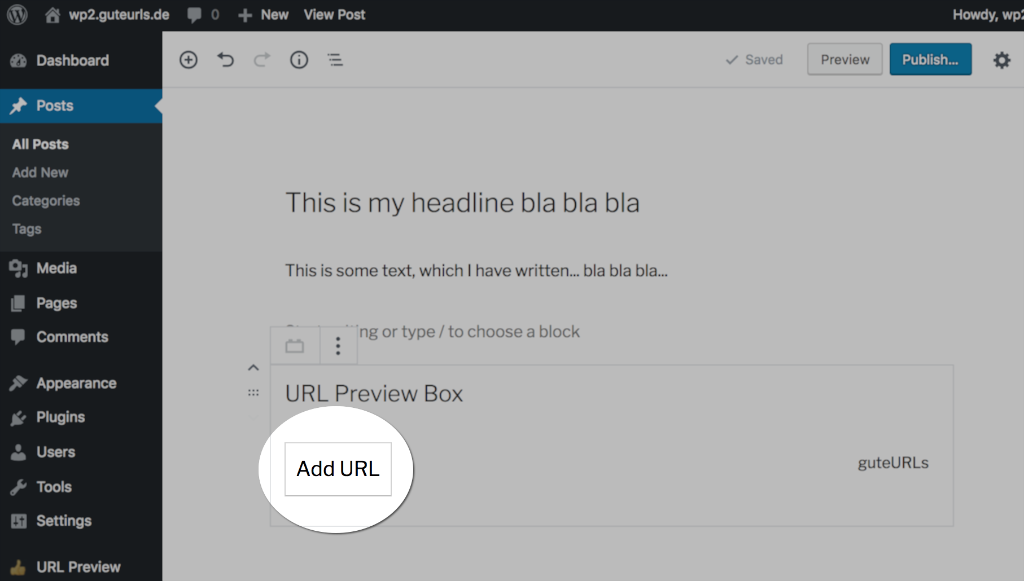 wp2.guteurls.de 0 New View Post Howdy, wp2
Dashboard
Posts
All Posts
Add New
Categories
Tags
Media
Pages
Comments
Appearance
Plugins
Users
Tools
Settings
URL Preview
Saved Preview Publish...
This is my headline bla bla bla
This is some text, which I have written... bla bla bla...
or type / to choose a block
URL Preview Box
Add URL
guteURLs